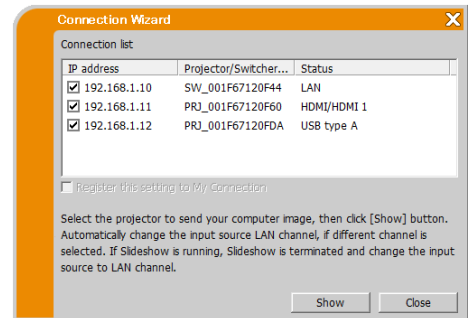 Connection Wizard
Connection list
IP address Projector/Switcher... Status
192.168.1.10 SW_001F67120F44 LAN
192.168.1.11 PRJ_001F67120F60 HDMI/HDMI 1
192.168.1.12 PRJ_001F67120FDA USB type A
Register this setting to My Connection
Select the projector to send your computer image, then click [Show] button.
Automatically change the input source LAN channel, if different channel is
selected. If Slideshow is running, Slideshow is terminated and change the input
source to LAN channel.
Show Close